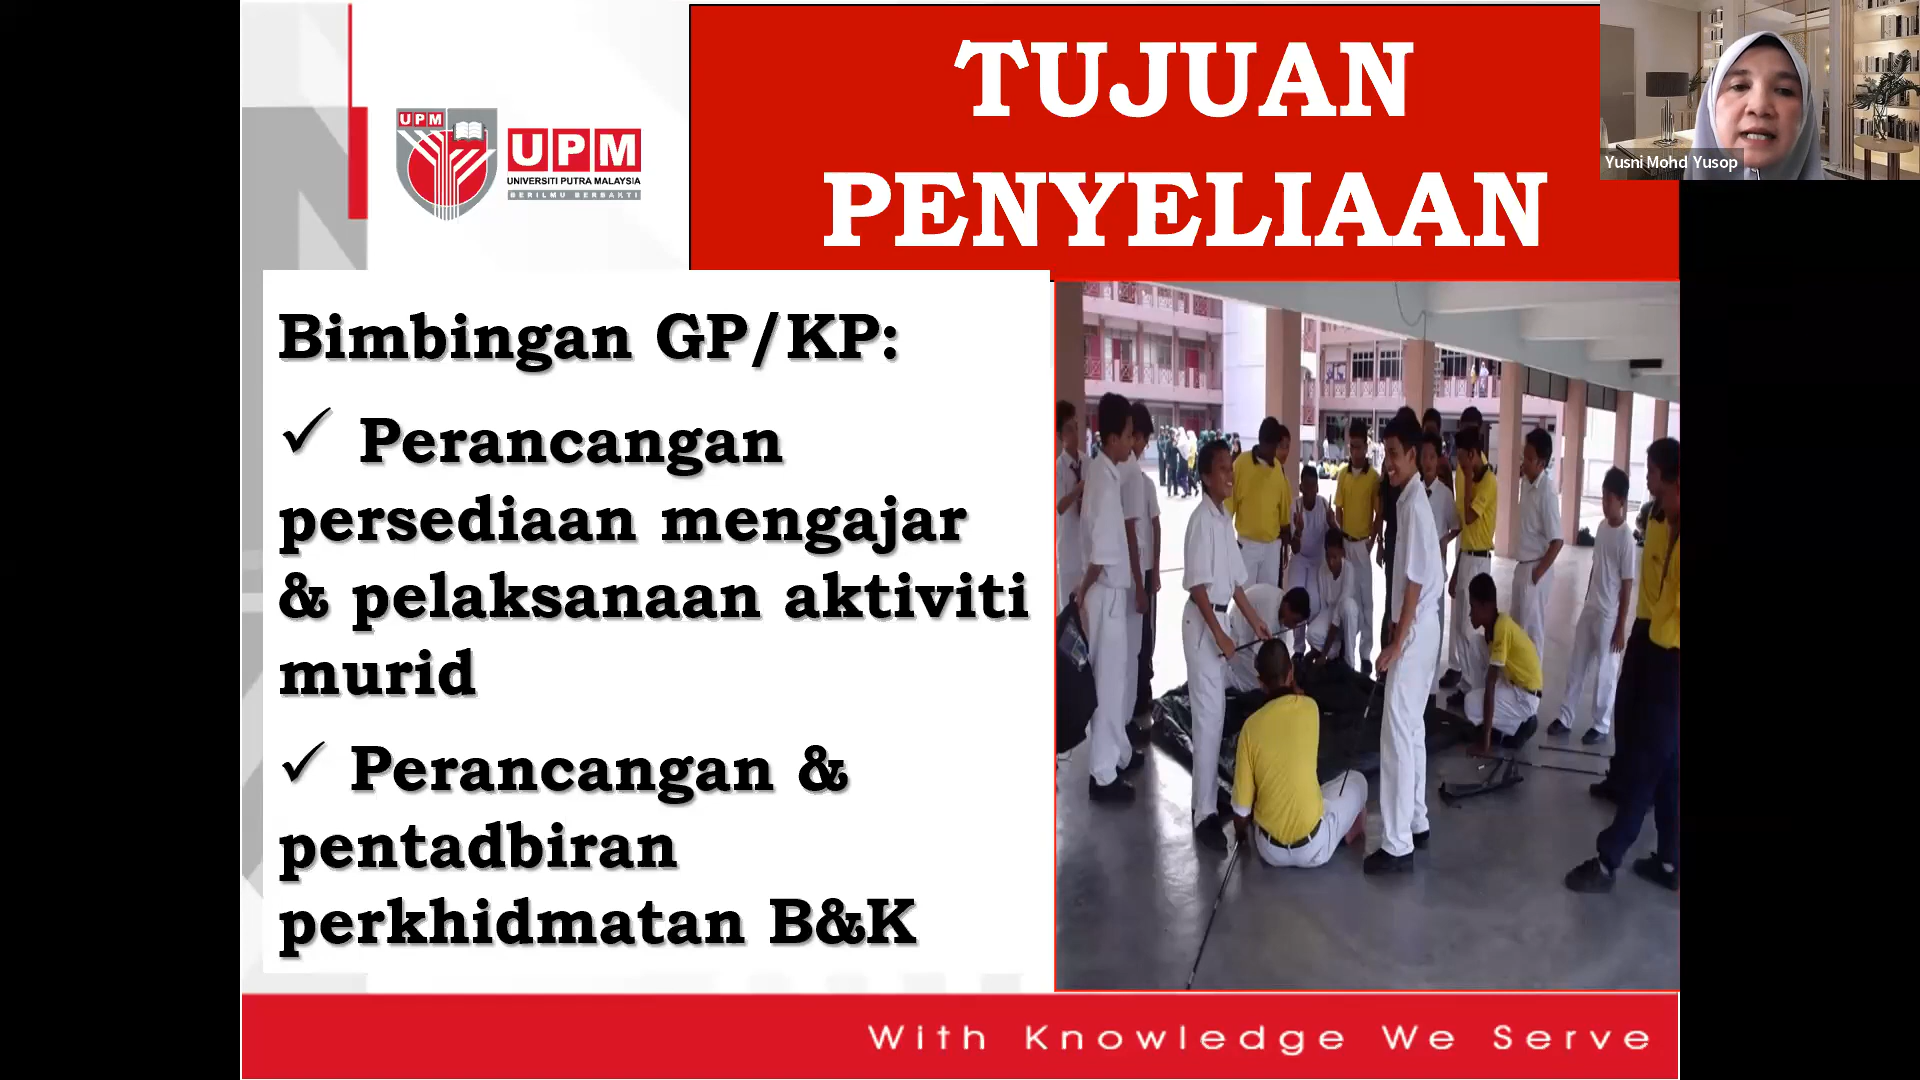 UPM
UPM
UNIVERSITI PUTRA MALAYSIA
BERILMU BERBAKTI
TUJUAN
PENYELIAAN
Yusni Mohd Yusop
Bimbingan GP/KP:
✓ Perancangan
persediaan mengajar
& pelaksanaan aktiviti
murid
✓ Perancangan &
pentadbiran
perkhidmatan B&K
With Knowledge We Serve